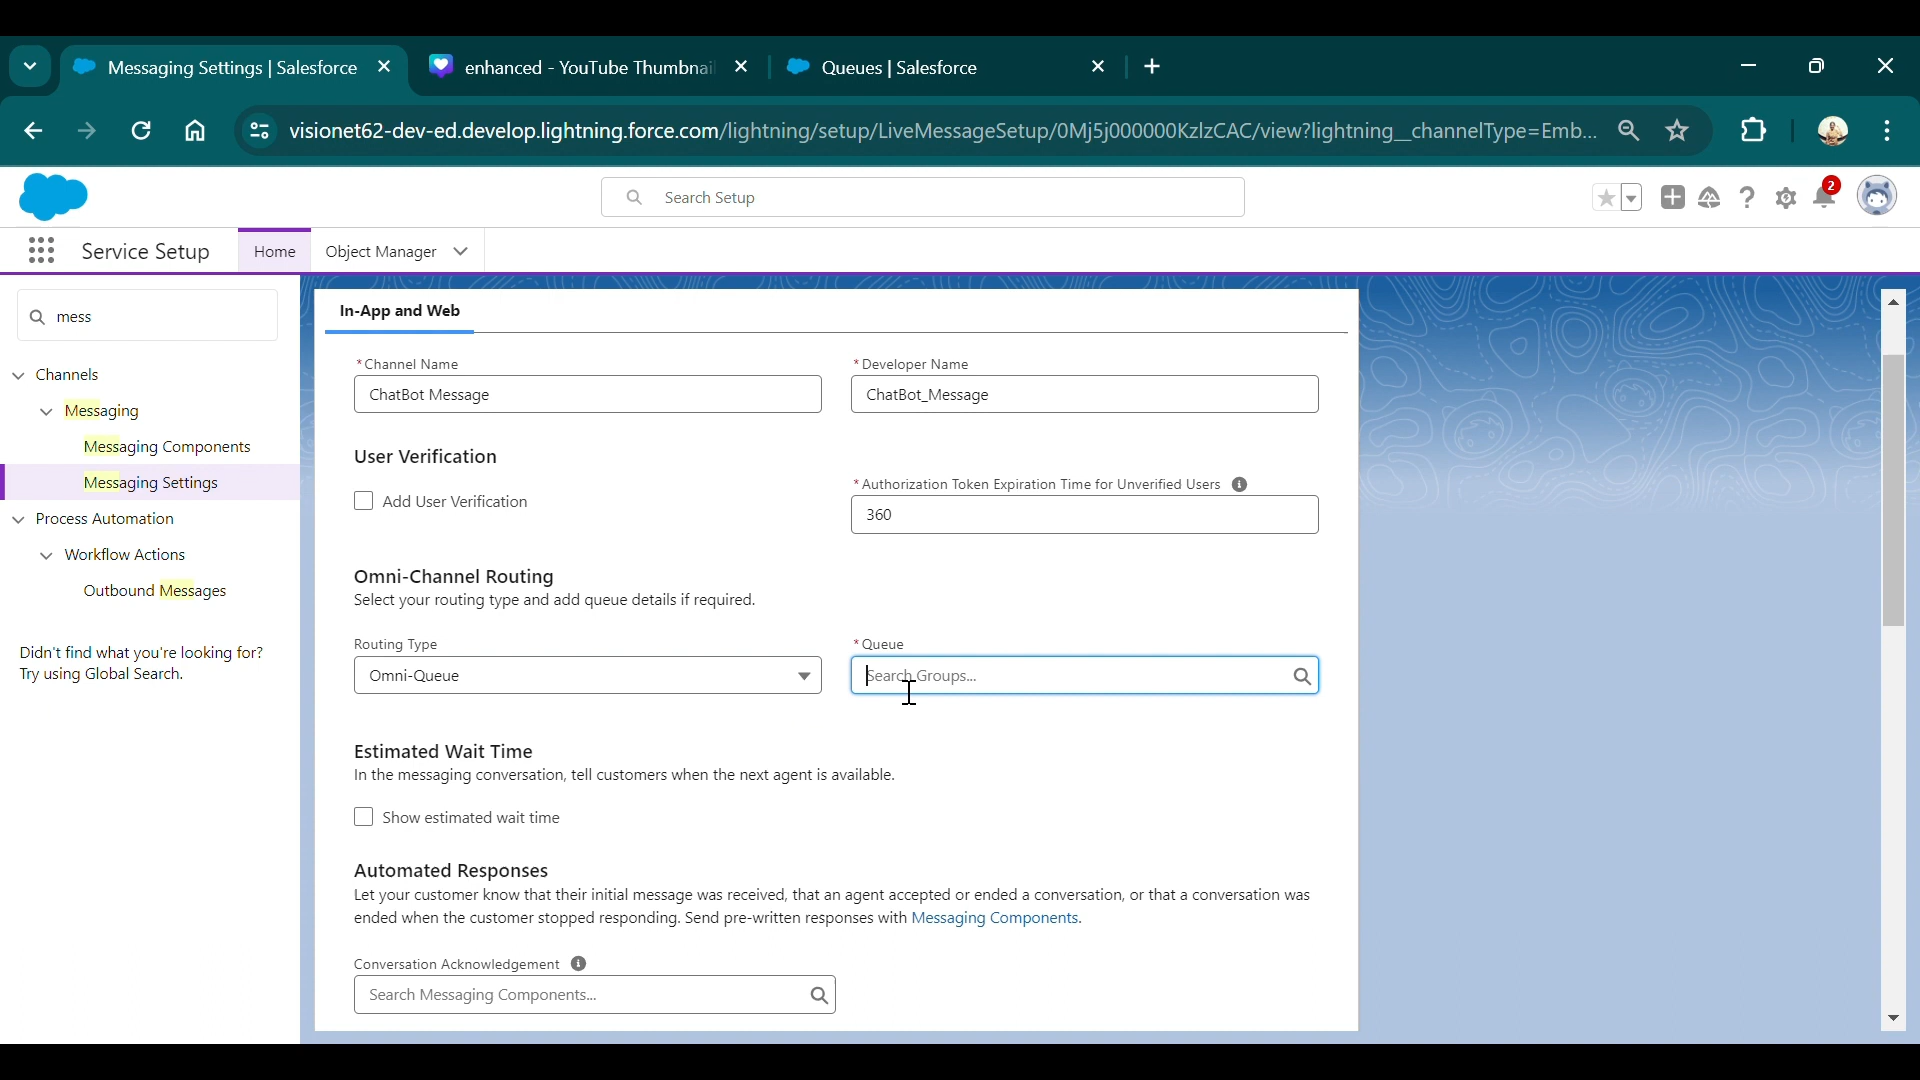 Messaging Settings | Salesforce
enhanced - YouTube Thumbnail
Queues | Salesforce
visionet62-dev-ed.develop.lightning.force.com/lightning/setup/LiveMessageSetup/0Mj5j000000KzlzCAC/view?lightning__channelType=Emb...
Search Setup
2
Service Setup
Home
Object Manager
mess
Channels
Messaging
Messaging Components
Messaging Settings
Process Automation
Workflow Actions
Outbound Messages
Didn't find what you're looking for?
Try using Global Search.
In-App and Web
* Channel Name
ChatBot Message
* Developer Name
ChatBot_Message
User Verification
Add User Verification
* Authorization Token Expiration Time for Unverified Users
360
Omni-Channel Routing
Select your routing type and add queue details if required.
Routing Type
Omni-Queue
* Queue
Search Groups...
Estimated Wait Time
In the messaging conversation, tell customers when the next agent is available.
Show estimated wait time
Automated Responses
Let your customer know that their initial message was received, that an agent accepted or ended a conversation, or that a conversation was
ended when the customer stopped responding. Send pre-written responses with Messaging Components.
Conversation Acknowledgement
Search Messaging Components...